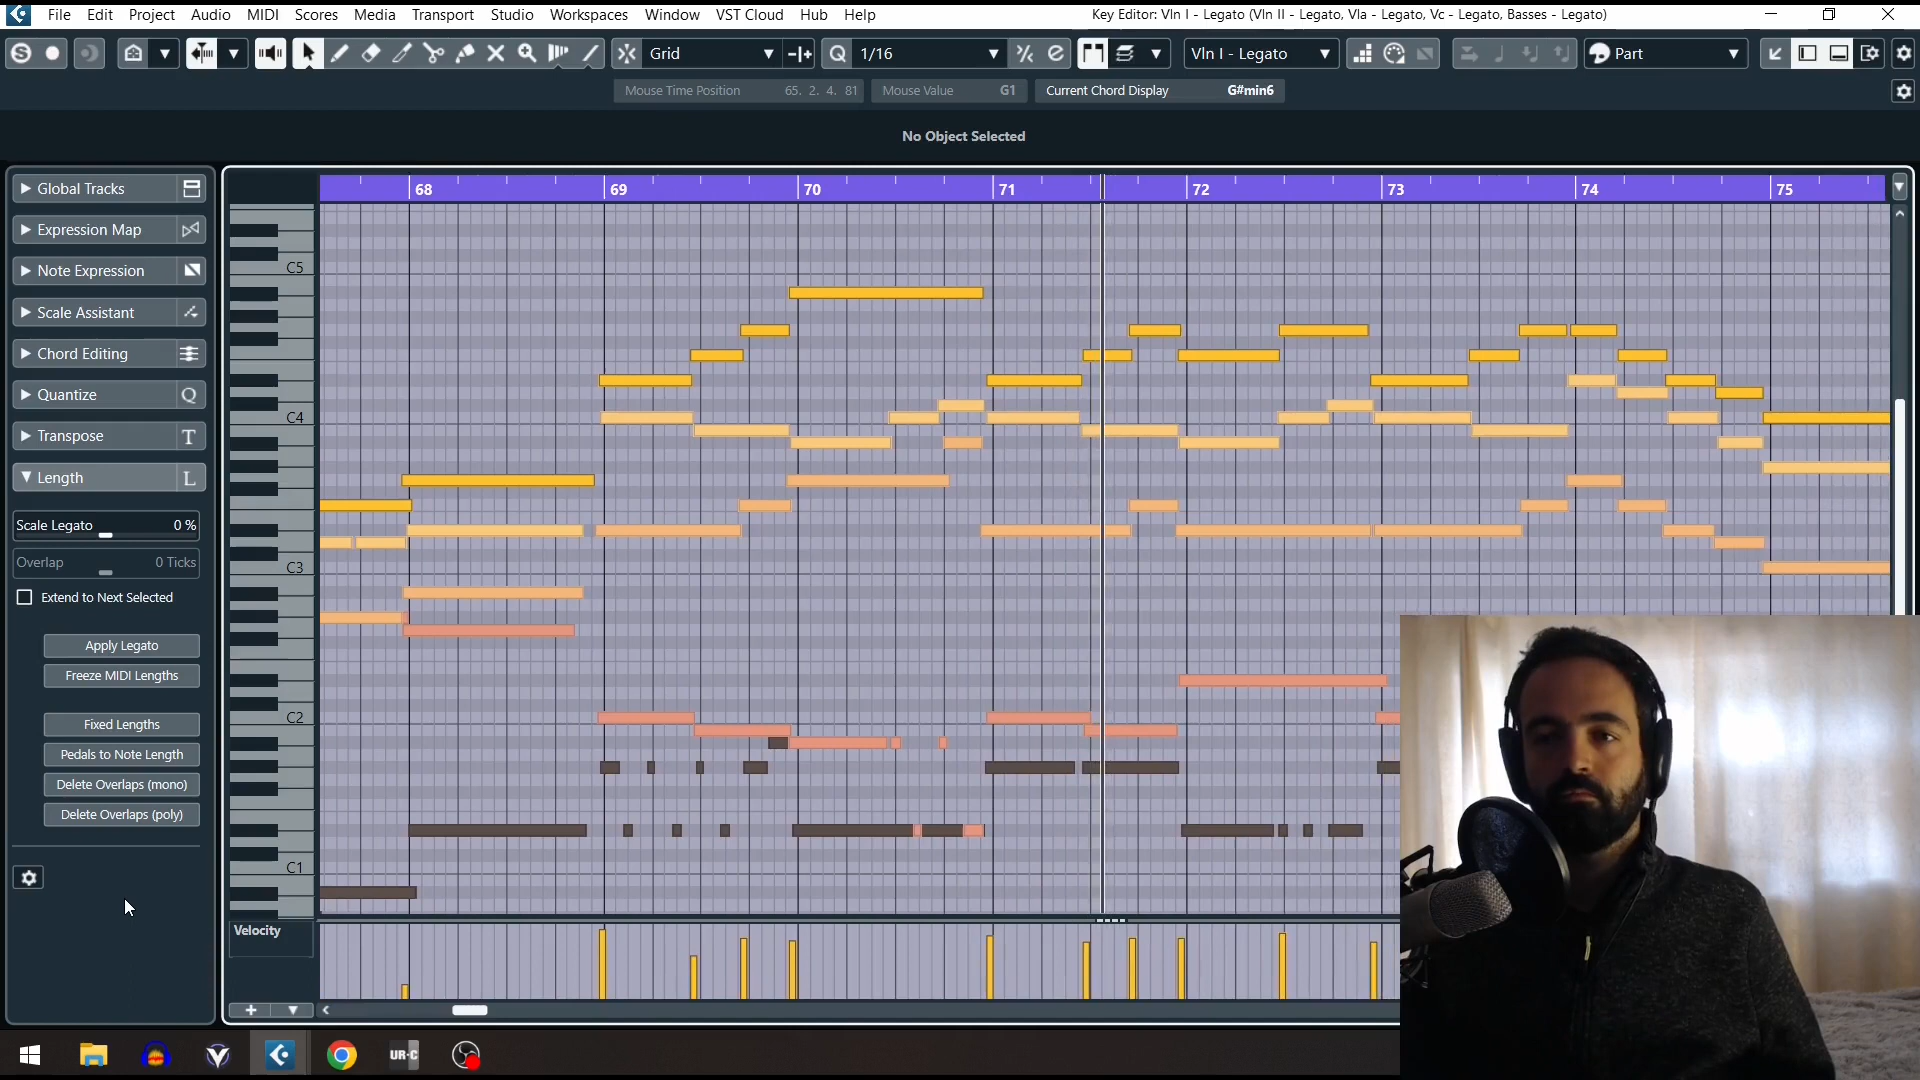 File Edit Project Audio MIDI Scores Media Transport Studio Workspaces Window VST Cloud Hub Help Key Editor: Vln I - Legato (Vln II - Legato, Vla - Legato, Vc - Legato, Basses - Legato)
S Grid Q 1/16 e Vln I - Legato Part
Mouse Time Position 65. 2. 4. 81 Mouse Value G1 Current Chord Display G#min6
No Object Selected
Global Tracks
68 69 70 71 72 73 74 75
Expression Map
C5
Note Expression
Scale Assistant
Chord Editing
Quantize Q
C4
Transpose T
Length L
Scale Legato 0 %
Overlap 0 Ticks
C3
Extend to Next Selected
Apply Legato
Freeze MIDI Lengths
Fixed Lengths
C2
Pedals to Note Length
Delete Overlaps (mono)
Delete Overlaps (poly)
C1
Velocity
UR-C